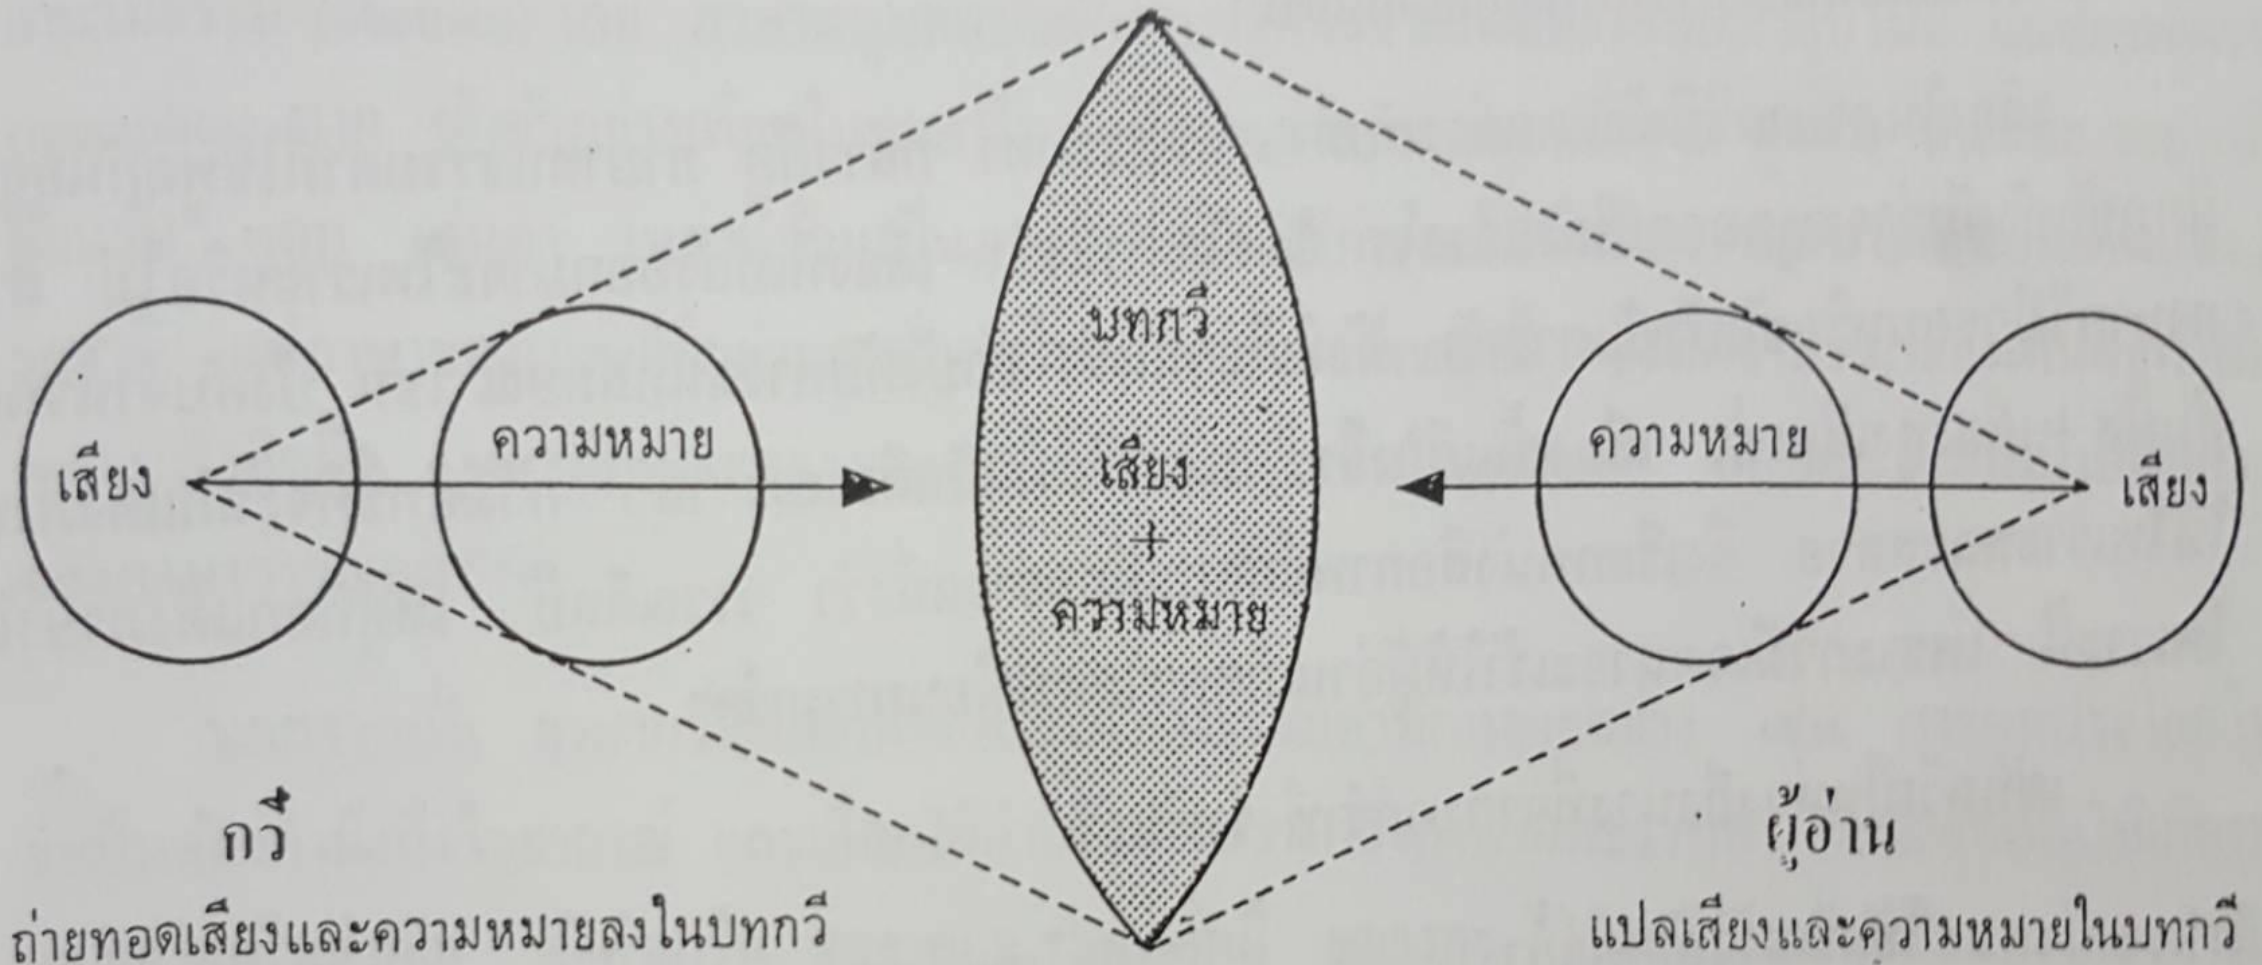 บทกวี
ความหมาย
ความหมาย
เสียง
เสียง
เสียง
+
ความหมาย
กวี
ผู้อ่าน
ถ่ายทอดเสียงและความหมายลงในบทกวี
แปลเสียงและความหมายในบทกวี